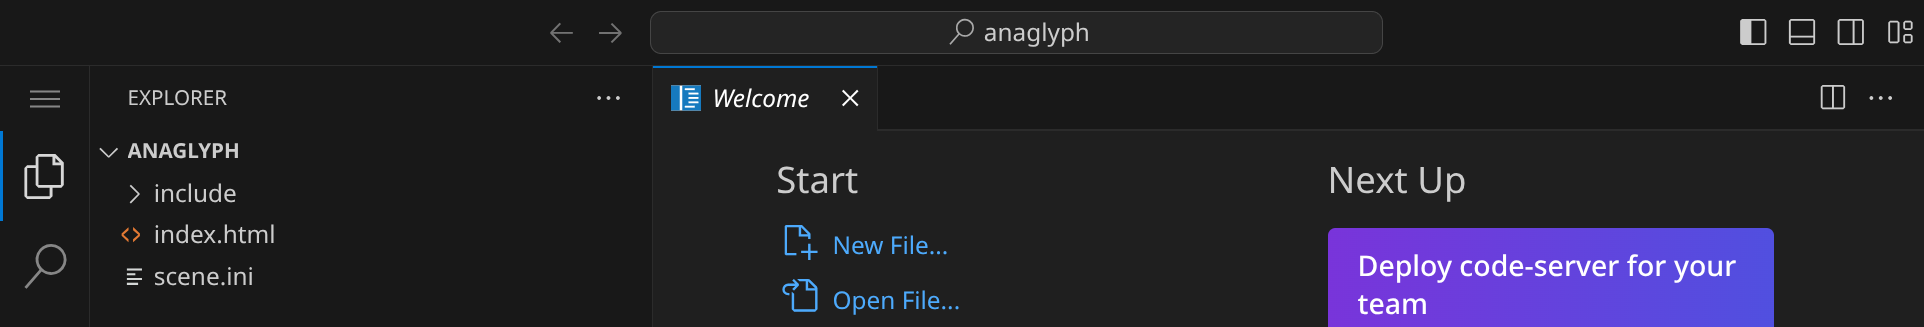 anaglyph
EXPLORER
Welcome
ANAGLYPH
include
index.html
scene.ini
Start
New File...
Open File...
Next Up
Deploy code-server for your
team